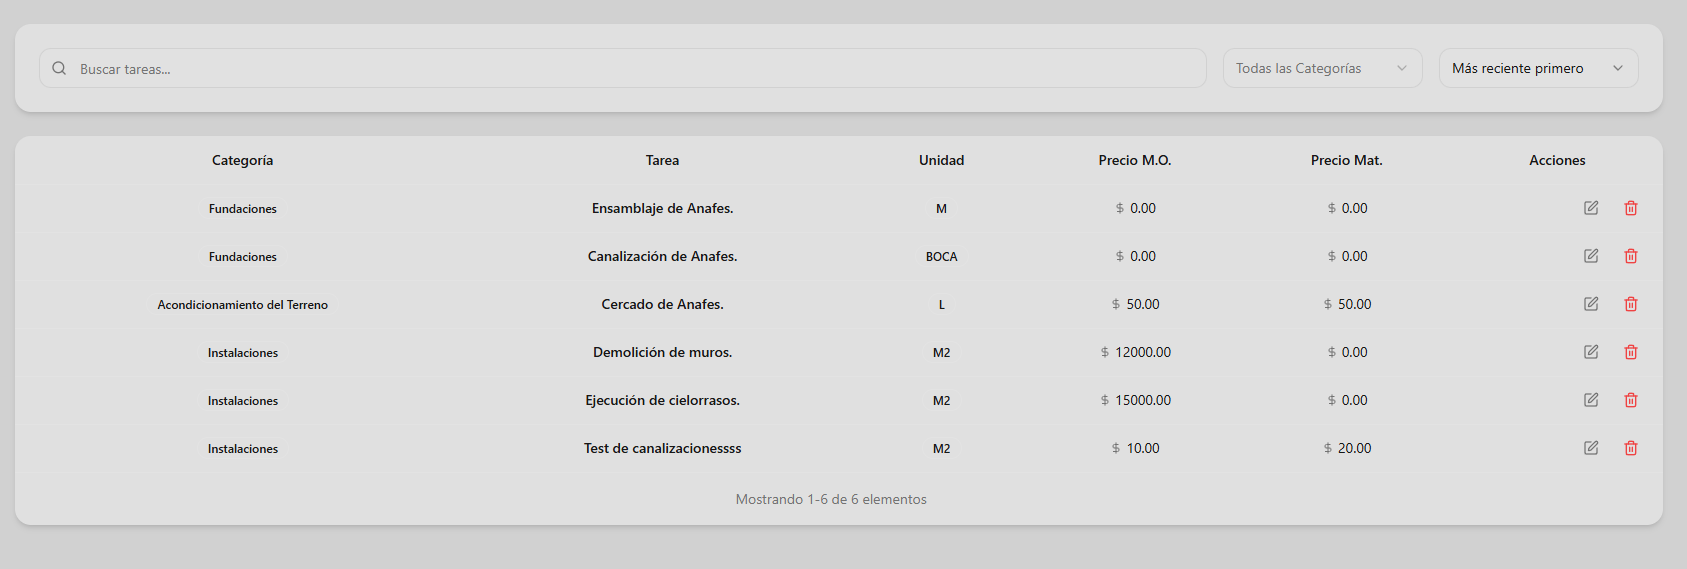 Buscar tareas... Todas las Categorías Más reciente primero
Categoría Tarea Unidad Precio M.O. Precio Mat. Acciones
Fundaciones Ensamblaje de Anafes. M $ 0.00 $ 0.00
Fundaciones Canalización de Anafes. BOCA $ 0.00 $ 0.00
Acondicionamiento del Terreno Cercado de Anafes. L $ 50.00 $ 50.00
Instalaciones Demolición de muros. M2 $ 12000.00 $ 0.00
Instalaciones Ejecución de cielorrasos. M2 $ 15000.00 $ 0.00
Instalaciones Test de canalizacionessss M2 $ 10.00 $ 20.00
Mostrando 1-6 de 6 elementos